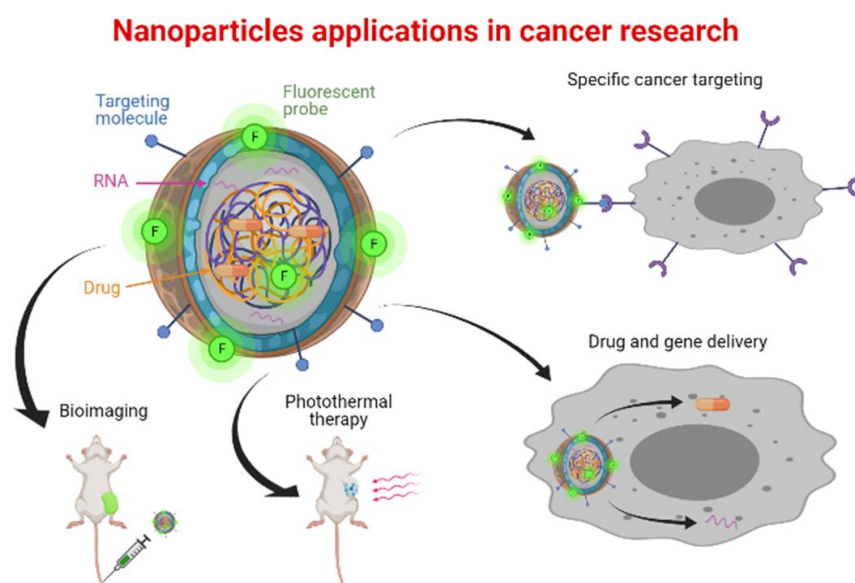 Nanoparticles applications in cancer research
Targeting
molecule
Fluorescent
probe
Specific cancer targeting
F
RNA
F
F
Drug
F
F
Drug and gene delivery
Bioimaging
Photothermal
therapy